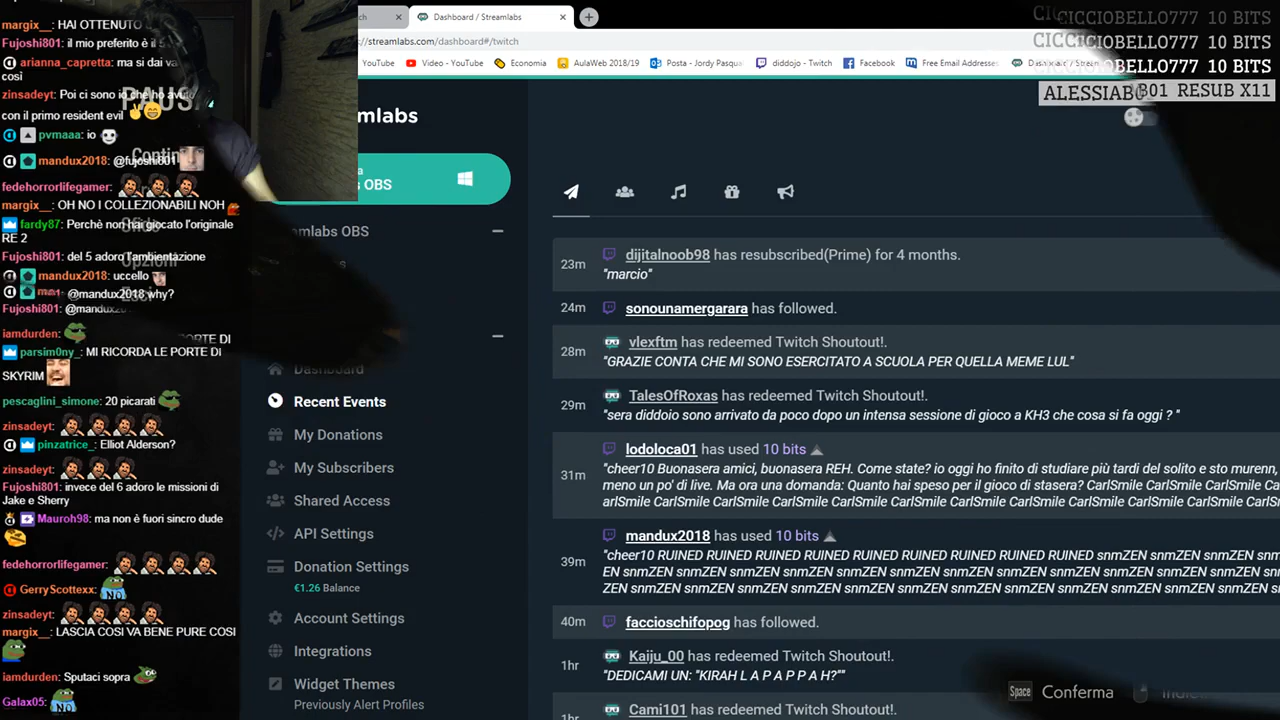 margix__: HAI OTTENUTO
Fujoshi801: il mio preferito è il 5
arianna_capretta: ma si dai va
così
zinsadeyt: Poi ci sono io che ho avuto
con il primo resident evil
PAUSA
pvmaaa: io
mandux2018: @fujoshi801
fedehorrorlifegamer:
margix__: OH NO I COLLEZIONABILI NOH
fardy87: Perchè non hai giocato l'originale
RE 2
Fujoshi801: del 5 adoro l'ambientazione
Opzioni
mandux2018: uccello
@mandux2018 why?
Fujoshi801:
iamdurden:
PORTE DI
parsim0ny_: MI RICORDA LE PORTE DI
SKYRIM
pescaglini_simone: 20 picarati
zinsadeyt:
pinzatrice_: Elliot Alderson?
zinsadeyt:
Fujoshi801: invece del 6 adoro le missioni di
Jake e Sherry
Mauroh98: ma non è fuori sincro dude
fedehorrorlifegamer:
GerryScottexx: NO
zinsadeyt:
margix__: LASCIA COSI VA BENE PURE COSI
iamdurden: Sputaci sopra
Galax05: NO
tch
Dashboard / Streamlabs
streamlabs.com/dashboard#/twitch
YouTube
Video - YouTube
Economia
AulaWeb 2018/19
Posta - Jordy Pasqua
diddojo - Twitch
Facebook
Free Email Addresses
Dashboard / Stream
CICCIOBELLO777 10 BITS
CICCIOBELLO777 10 BITS
10 BITS
RESUB X11
amlabs
OBS
amlabs OBS
Dashboard
Recent Events
My Donations
My Subscribers
Shared Access
API Settings
Donation Settings
€1.26 Balance
Account Settings
Integrations
Widget Themes
Previously Alert Profiles
23m dijitalnoob98 has resubscribed(Prime) for 4 months.
"marcio"
24m sonounamergarara has followed.
28m vlexftm has redeemed Twitch Shoutout!.
"GRAZIE CONTA CHE MI SONO ESERCITATO A SCUOLA PER QUELLA MEME LUL"
29m TalesOfRoxas has redeemed Twitch Shoutout!.
"sera diddoio sono arrivato da poco dopo un intensa sessione di gioco a KH3 che cosa si fa oggi ? "
31m lodoloca01 has used 10 bits
"cheer10 Buonasera amici, buonasera REH. Come state? io oggi ho finito di studiare più tardi del solito e sto murenn,
meno un po' di live. Ma ora una domanda: Quanto hai speso per il gioco di stasera? CarlSmile CarlSmile Ca
CarlSmile CarlSmile CarlSmile CarlSmile CarlSmile CarlSmile CarlSmile CarlSmile CarlSmile CarlSmile CarlS
39m mandux2018 has used 10 bits
"cheer10 RUINED RUINED RUINED RUINED RUINED RUINED RUINED RUINED RUINED snmZEN snmZEN snm
EN snmZEN snmZEN snmZEN snmZEN snmZEN snmZEN snmZEN snmZEN snmZEN snmZEN snmZEN snm
ZEN snmZEN snmZEN snmZEN snmZEN snmZEN snmZEN snmZEN snmZEN snmZEN snmZEN snmZEN sn
40m faccioschifopog has followed.
1hr Kaiju_00 has redeemed Twitch Shoutout!.
"DEDICAMI UN: "KIRAH L A P A P P A H?""
1hr Cami101 has redeemed Twitch Shoutout!.
Space Conferma